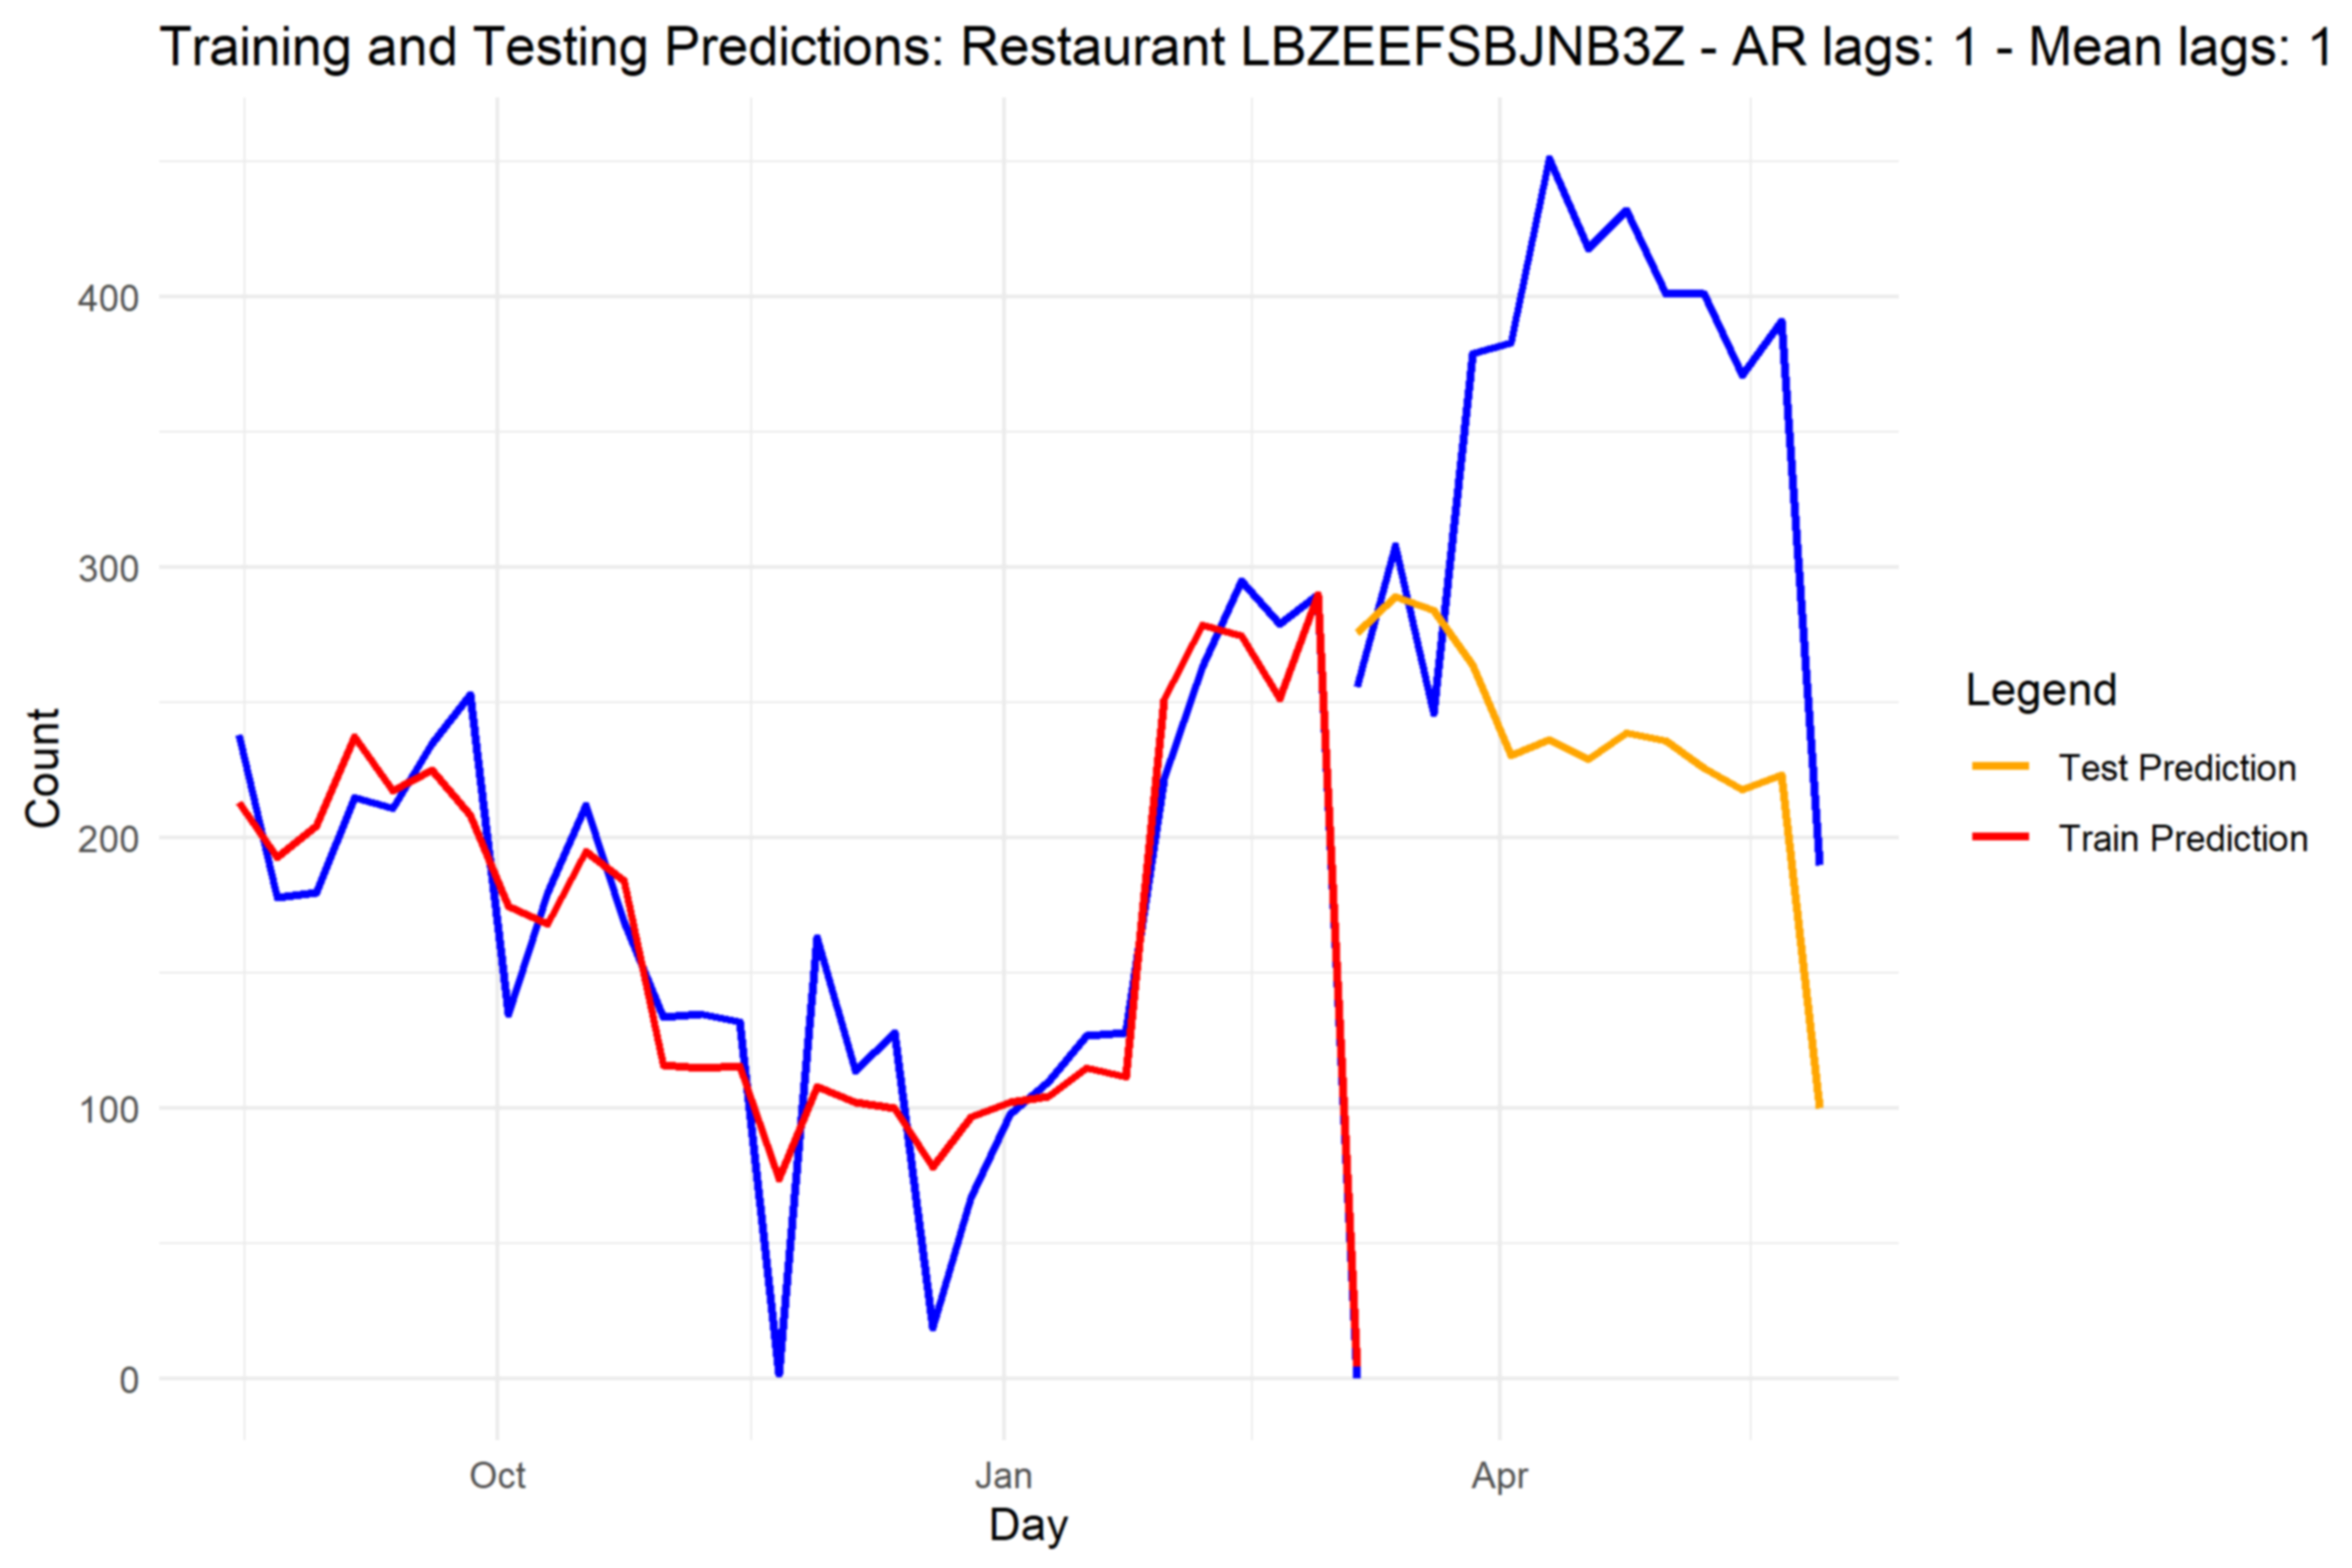 Training and Testing Predictions: Restaurant LBZEEFSBJNB3Z - AR lags: 1 - Mean lags: 1
Count
400
300
200
100
0
Oct
Jan
Apr
Day
Legend
Test Prediction
Train Prediction